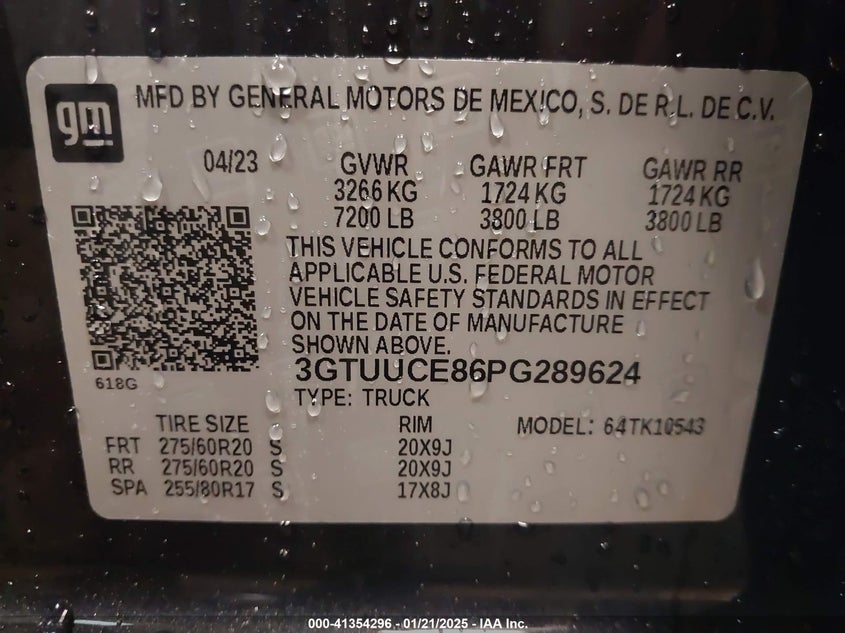 gm
MFD BY GENERAL MOTORS DE MEXICO, S. DE R.L. DE C.V.
04/23 GVWR GAWR FRT GAWR RR
3266 KG 1724 KG 1724 KG
7200 LB 3800 LB 3800 LB
THIS VEHICLE CONFORMS TO ALL
APPLICABLE U.S. FEDERAL MOTOR
VEHICLE SAFETY STANDARDS IN EFFECT
ON THE DATE OF MANUFACTURE
SHOWN ABOVE.
618G
3GTUUCE86PG289624
TYPE: TRUCK
TIRE SIZE RIM MODEL: 64TK10543
FRT 275/60R20 S 20X9J
RR 275/60R20 S 20X9J
SPA 255/80R17 S 17X8J
000-41354296 - 01/21/2025 - IAA Inc.